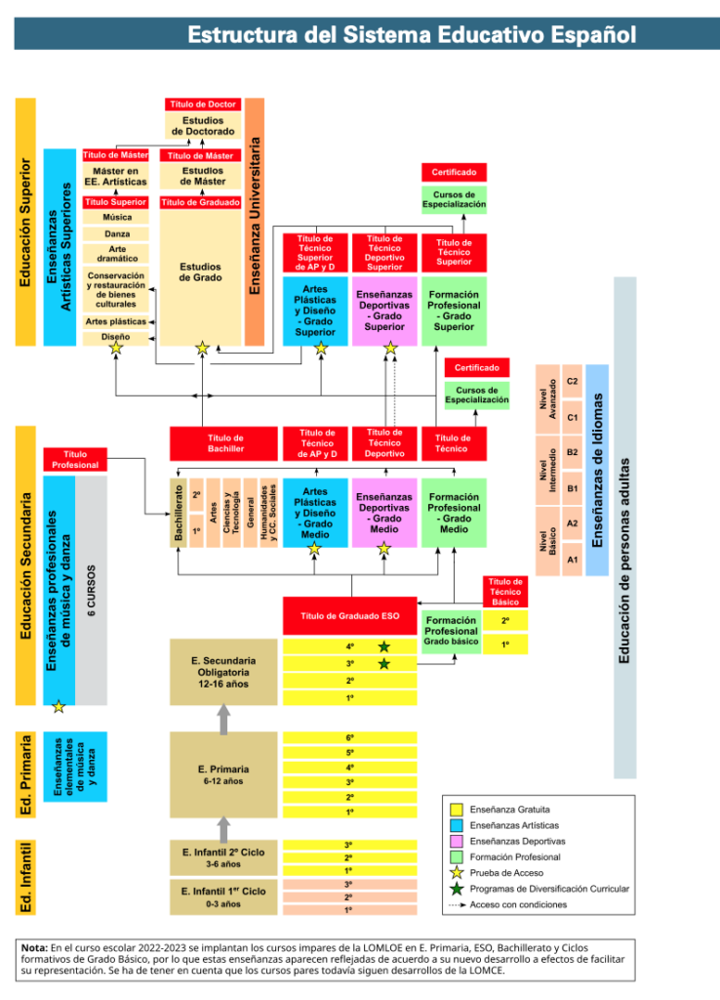 Estructura del Sistema Educativo Español
Educación Superior
Enseñanzas
Artísticas Superiores
Título de Doctor
Estudios
de Doctorado
Título de Máster
Máster en
EE. Artísticas
Título Superior
Música
Danza
Arte
dramático
Conservación
y restauración
de bienes
culturales
Artes plásticas
Diseño
Título de Máster
Estudios
de Máster
Título de Graduado
Estudios
de Grado
Enseñanza Universitaria
Título de
Técnico
Superior
de AP y D
Artes
Plásticas
y Diseño
- Grado
Superior
Título de
Técnico
Deportivo
Superior
Enseñanzas
Deportivas
- Grado
Superior
Certificado
Cursos de
Especialización
Título de
Técnico
Superior
Formación
Profesional
- Grado
Superior
Certificado
Cursos de
Especialización
Educación Secundaria
Título
Profesional
Enseñanzas profesionales
de música y danza
6 CURSOS
Título de
Bachiller
Bachillerato
2º
1º
Artes
Ciencias y
Tecnología
General
Humanidades
y CC. Sociales
Título de
Técnico
de AP y D
Artes
Plásticas
y Diseño
- Grado
Medio
Título de
Técnico
Deportivo
Enseñanzas
Deportivas
- Grado
Medio
Título de
Técnico
Formación
Profesional
- Grado
Medio
Título de Graduado ESO
E. Secundaria
Obligatoria
12-16 años
4º
3º
2º
1º
Formación
Profesional
Grado básico
Título de
Técnico
Básico
2º
1º
Nivel
Avanzado
C2
C1
Nivel
Intermedio
B2
B1
Nivel
Básico
A2
A1
Enseñanzas de Idiomas
Educación de personas adultas
Ed. Primaria
Enseñanzas
elementales
de música
y danza
E. Primaria
6-12 años
6º
5º
4º
3º
2º
1º
Ed. Infantil
E. Infantil 2º Ciclo
3-6 años
3º
2º
1º
E. Infantil 1er Ciclo
0-3 años
3º
2º
1º
Enseñanza Gratuita
Enseñanzas Artísticas
Enseñanzas Deportivas
Formación Profesional
Prueba de Acceso
Programas de Diversificación Curricular
Acceso con condiciones
Nota: En el curso escolar 2022-2023 se implantan los cursos impares de la LOMLOE en E. Primaria, ESO, Bachillerato y Ciclos
formativos de Grado Básico, por lo que estas enseñanzas aparecen reflejadas de acuerdo a su nuevo desarrollo a efectos de facilitar
su representación. Se ha de tener en cuenta que los cursos pares todavía siguen desarrollos de la LOMCE.